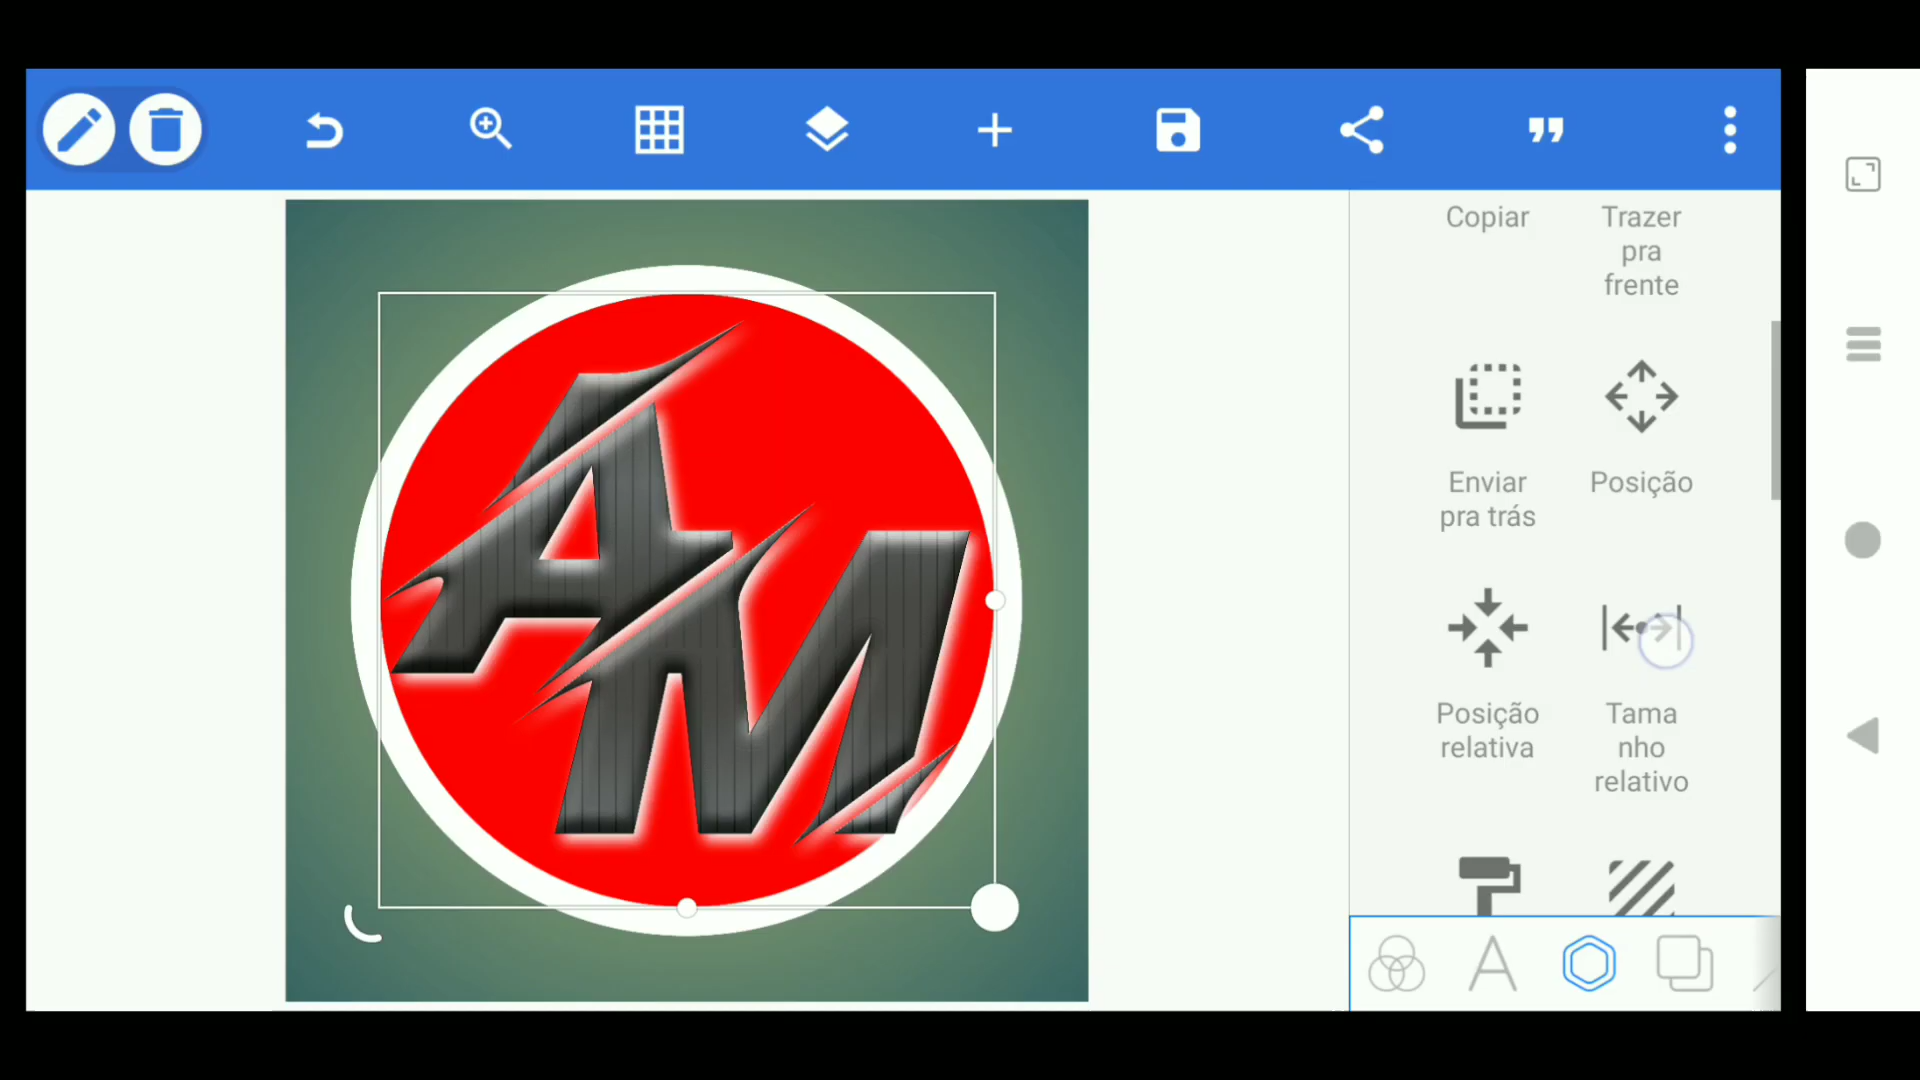 Copiar
Trazer
pra
frente
Enviar
pra trás
Posição
Posição
relativa
Tama
nho
relativo
AM